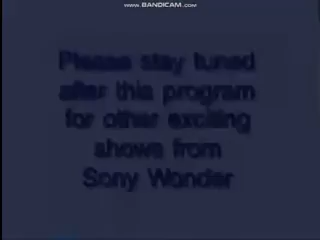 www.BANDICAM.com
Please stay tuned
after this program
for other exciting
shows from
Sony Wonder